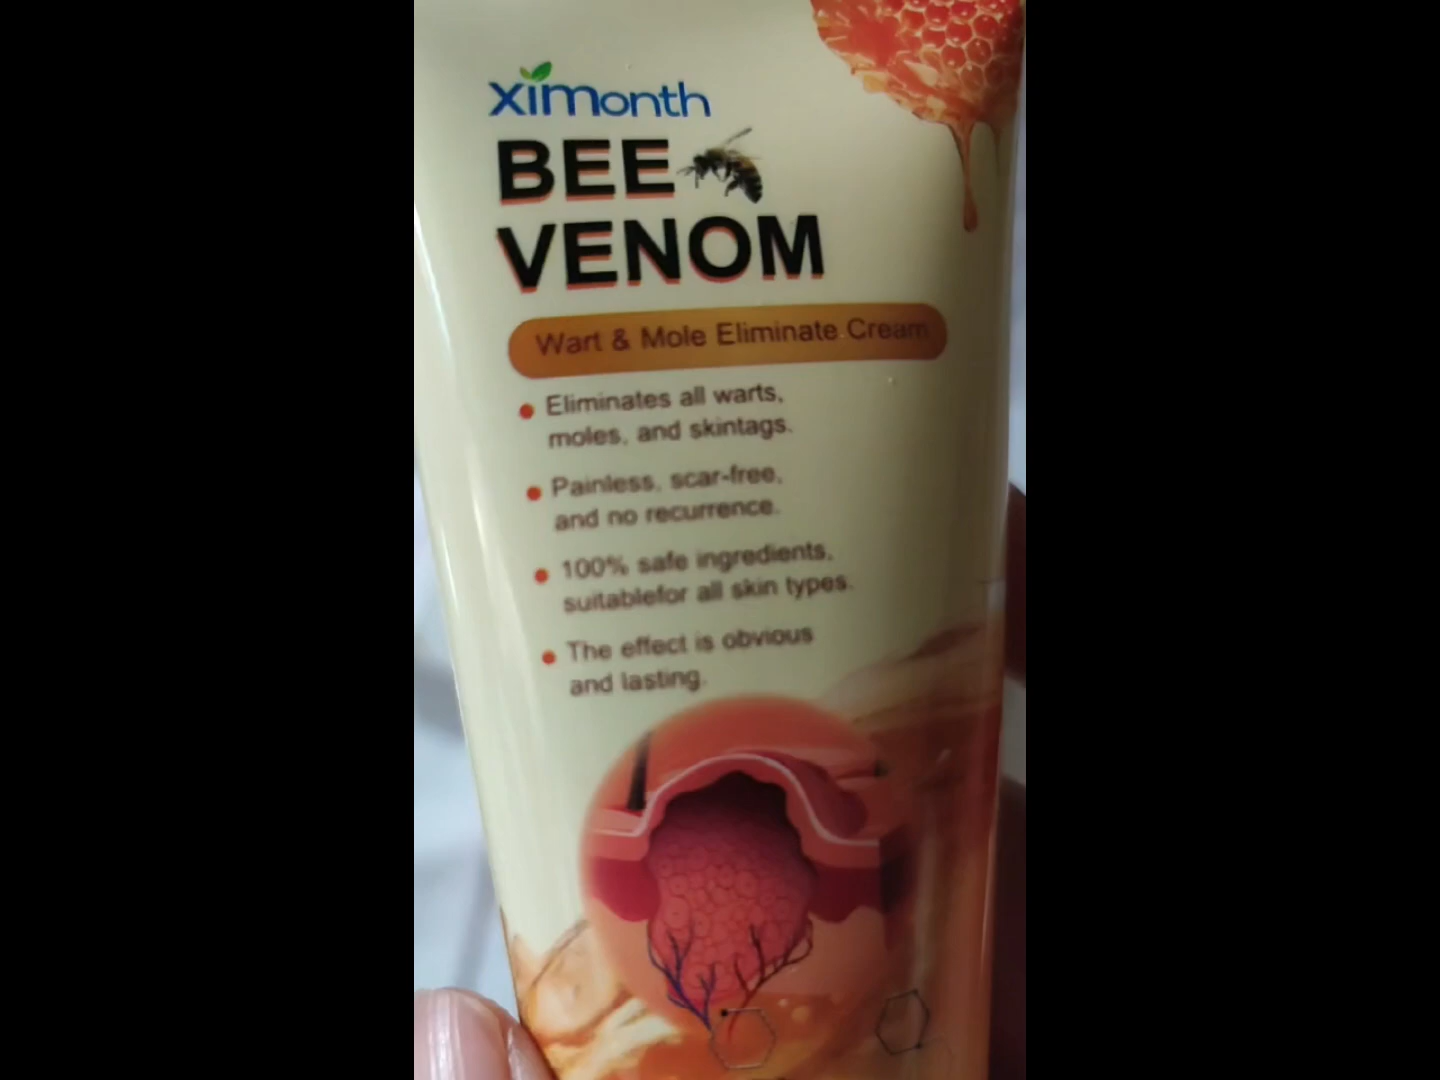 ximonth
BEE
VENOM
Wart & Mole Eliminate Cream
Eliminates all warts,
moles, and skintags.
Painless, scar-free,
and no recurrence.
100% safe ingredients,
suitablefor all skin types.
The effect is obvious
and lasting.